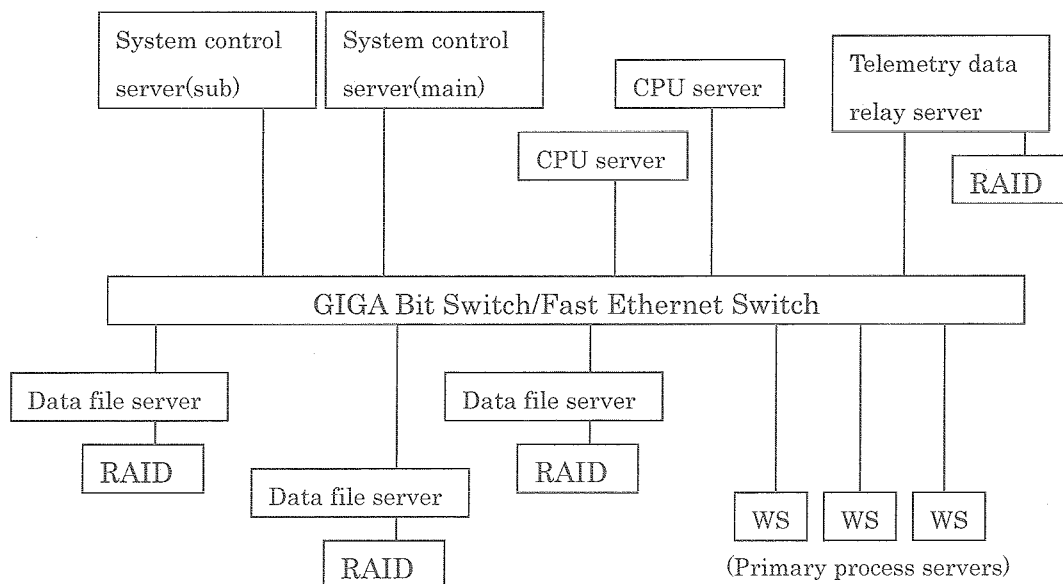 System control
server(sub)
System control
server(main)
CPU server
CPU server
Telemetry data
relay server
RAID
GIGA Bit Switch/Fast Ethernet Switch
Data file server
RAID
Data file server
RAID
Data file server
RAID
WS
WS
WS
(Primary process servers)